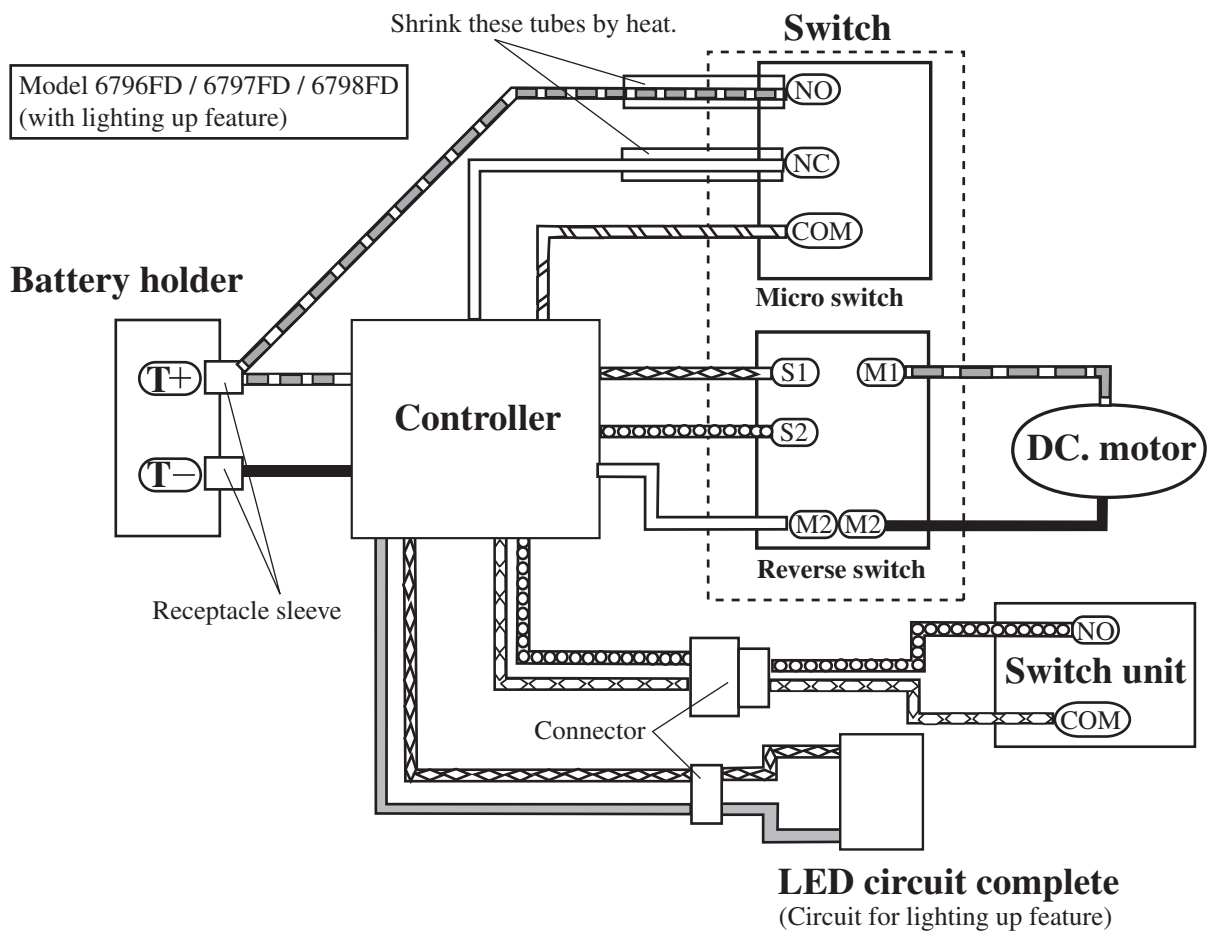 Shrink these tubes by heat.
Switch
Model 6796FD / 6797FD / 6798FD
(with lighting up feature)
NO
NC
COM
Micro switch
Battery holder
T+
T−
Controller
S1
M1
S2
M2
M2
DC. motor
Reverse switch
Receptacle sleeve
NO
Switch unit
COM
Connector
LED circuit complete
(Circuit for lighting up feature)